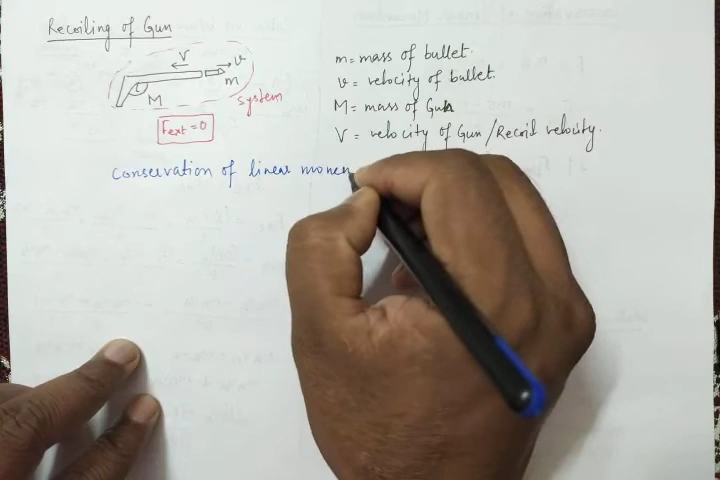 Recoiling of Gun
V v
m
M
System
Fext = 0
m = mass of bullet.
v = velocity of bullet.
M = mass of Gun
V = velocity of Gun / Recoil velocity.
Conservation of linear momen